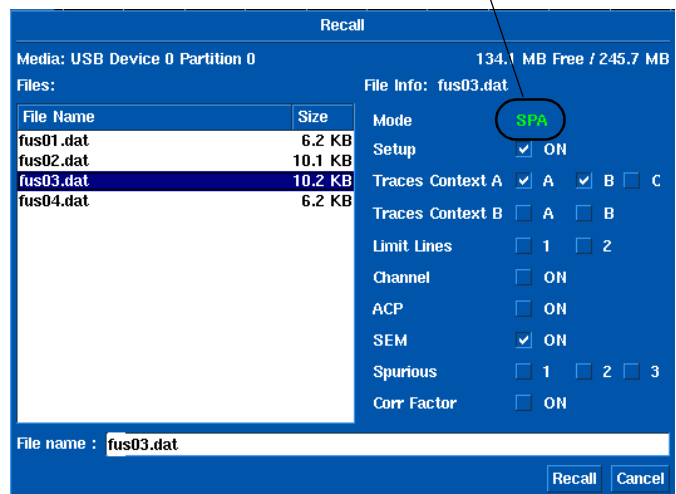 Recall
Media: USB Device 0 Partition 0 134.1 MB Free / 245.7 MB
Files: File Info: fus03.dat
File Name Size
fus01.dat 6.2 KB
fus02.dat 10.1 KB
fus03.dat 10.2 KB
fus04.dat 6.2 KB
Mode SPA
Setup ON
Traces Context A A B C
Traces Context B A B
Limit Lines 1 2
Channel ON
ACP ON
SEM ON
Spurious 1 2 3
Corr Factor ON
File name : fus03.dat
Recall Cancel